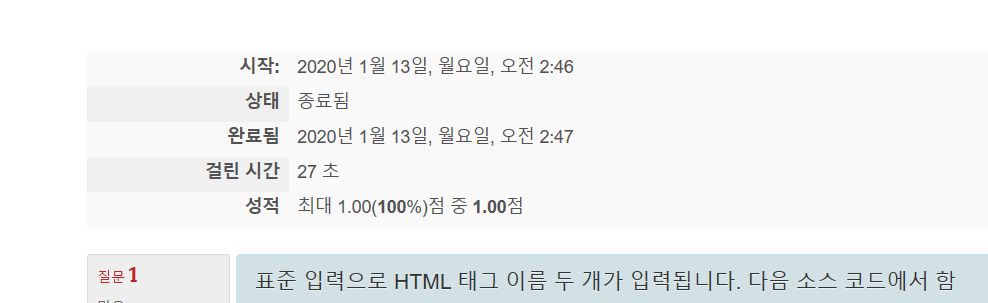 시작: 2020년 1월 13일, 월요일, 오전 2:46
상태 종료됨
완료됨 2020년 1월 13일, 월요일, 오전 2:47
걸린 시간 27 초
성적 최대 1.00(100%)점 중 1.00점
질문 1
표준 입력으로 HTML 태그 이름 두 개가 입력됩니다. 다음 소스 코드에서 함